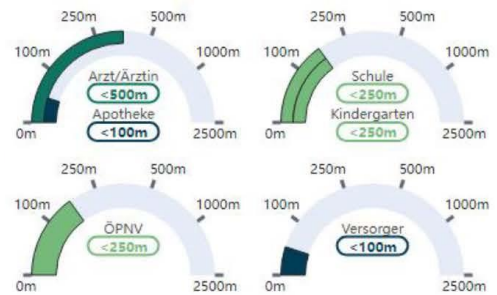 250m 500m
100m 1000m
Arzt/Ärztin
<500m
Apotheke
<100m
0m 2500m
250m 500m
100m 1000m
Schule
<250m
Kindergarten
<250m
0m 2500m
250m 500m
100m 1000m
ÖPNV
<250m
0m 2500m
250m 500m
100m 1000m
Versorger
<100m
0m 2500m